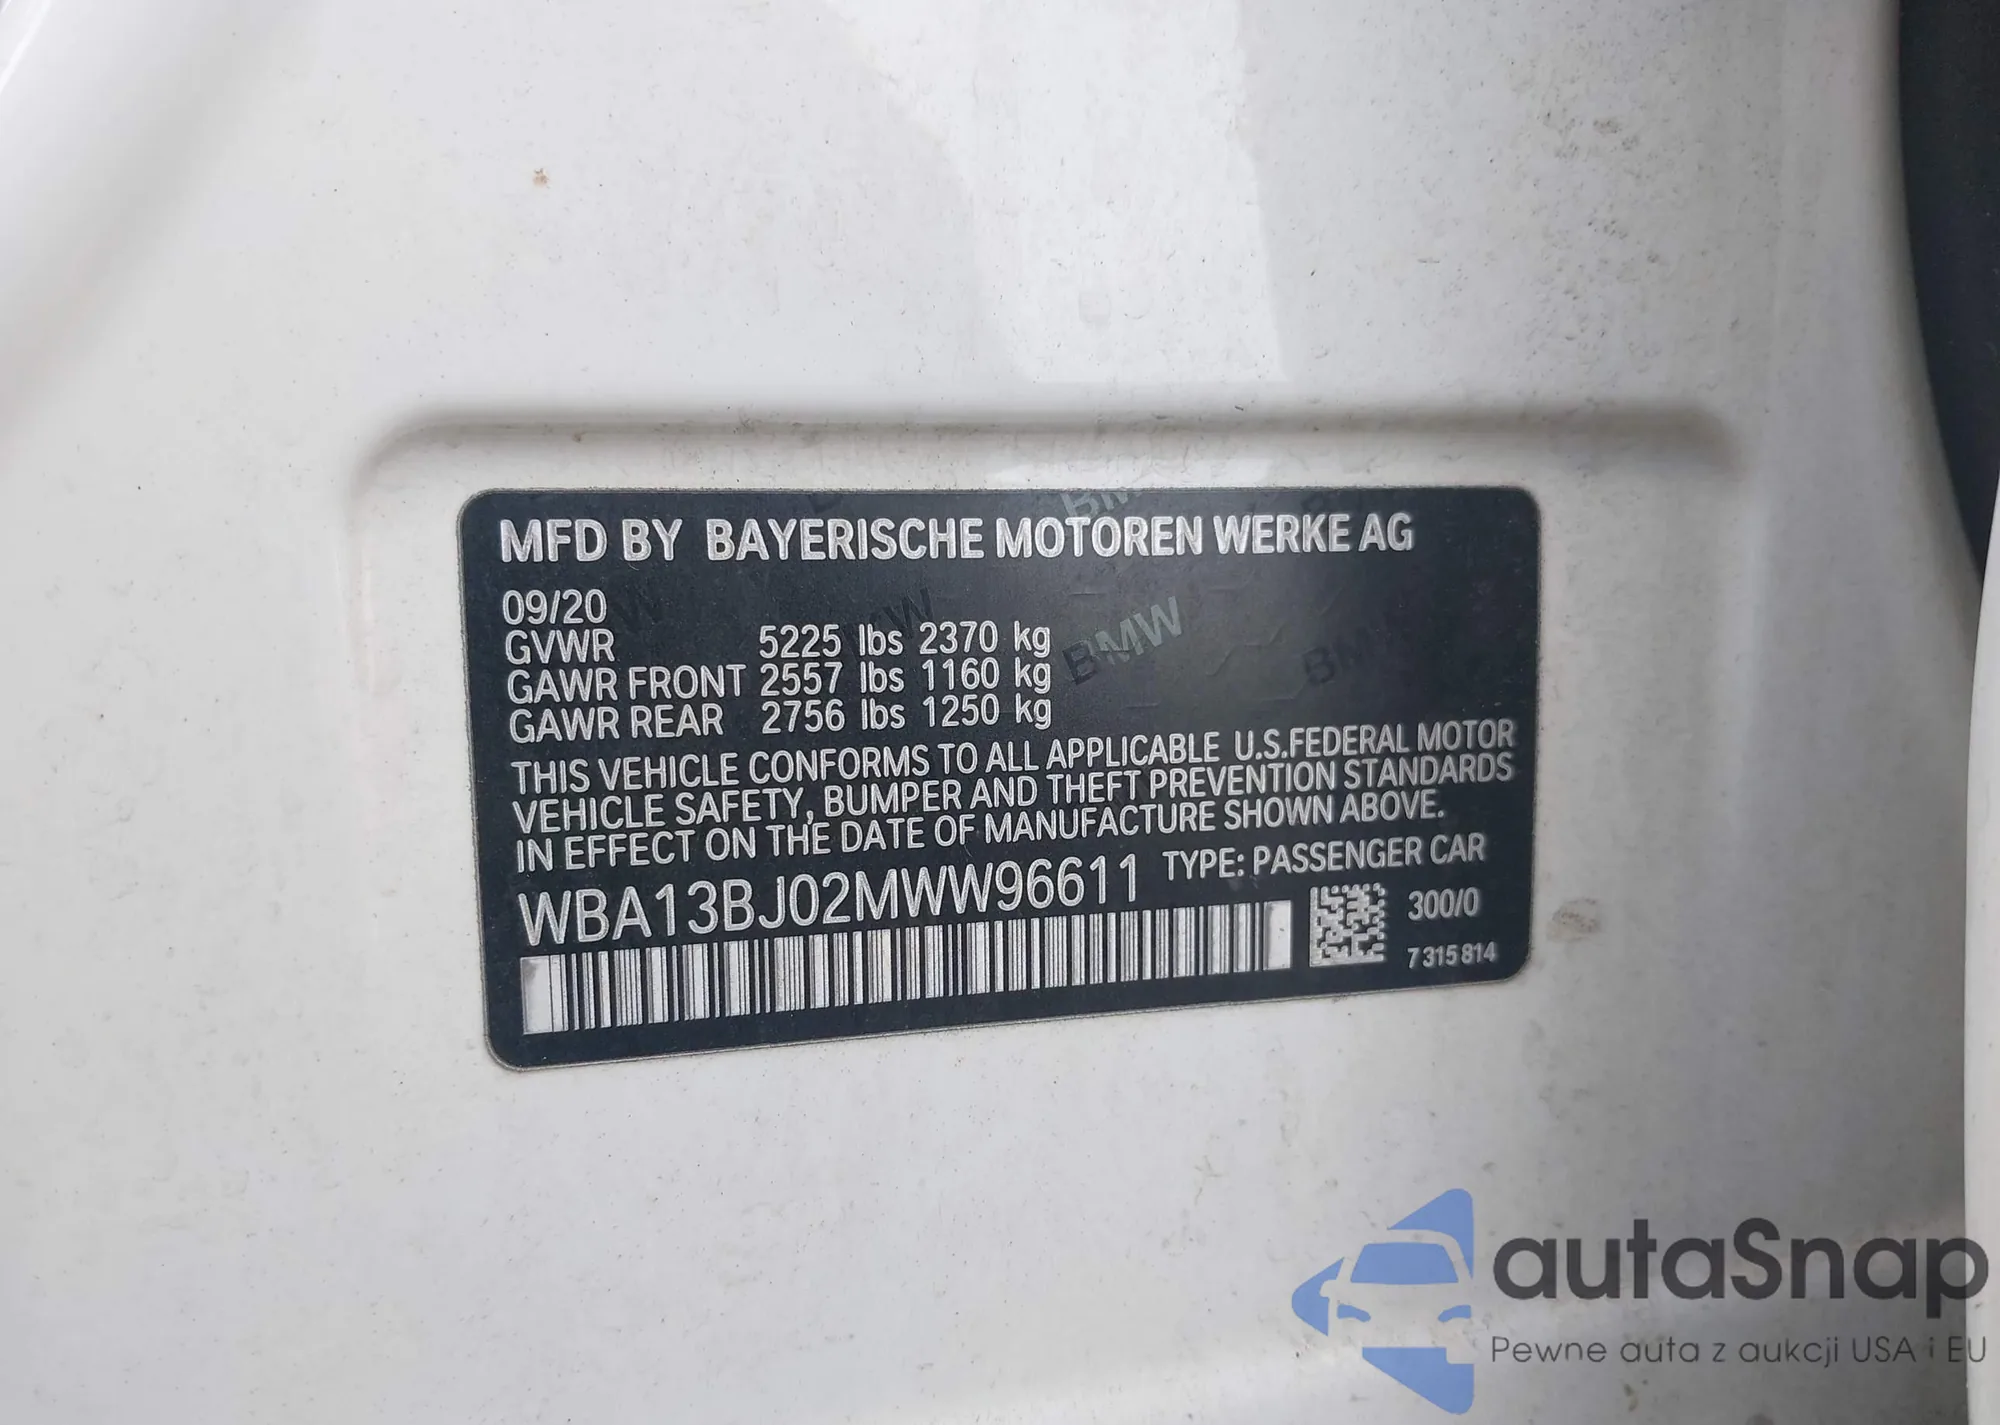 MFD BY BAYERISCHE MOTOREN WERKE AG
09/20
GVWR 5225 lbs 2370 kg
GAWR FRONT 2557 lbs 1160 kg
GAWR REAR 2756 lbs 1250 kg
THIS VEHICLE CONFORMS TO ALL APPLICABLE U.S.FEDERAL MOTOR
VEHICLE SAFETY, BUMPER AND THEFT PREVENTION STANDARDS
IN EFFECT ON THE DATE OF MANUFACTURE SHOWN ABOVE.
WBA13BJ02MWW96611 TYPE: PASSENGER CAR
300/0
7 315 814
BMW
BMW
BMW
autaSnap
Pewne auta z aukcji USA i EU